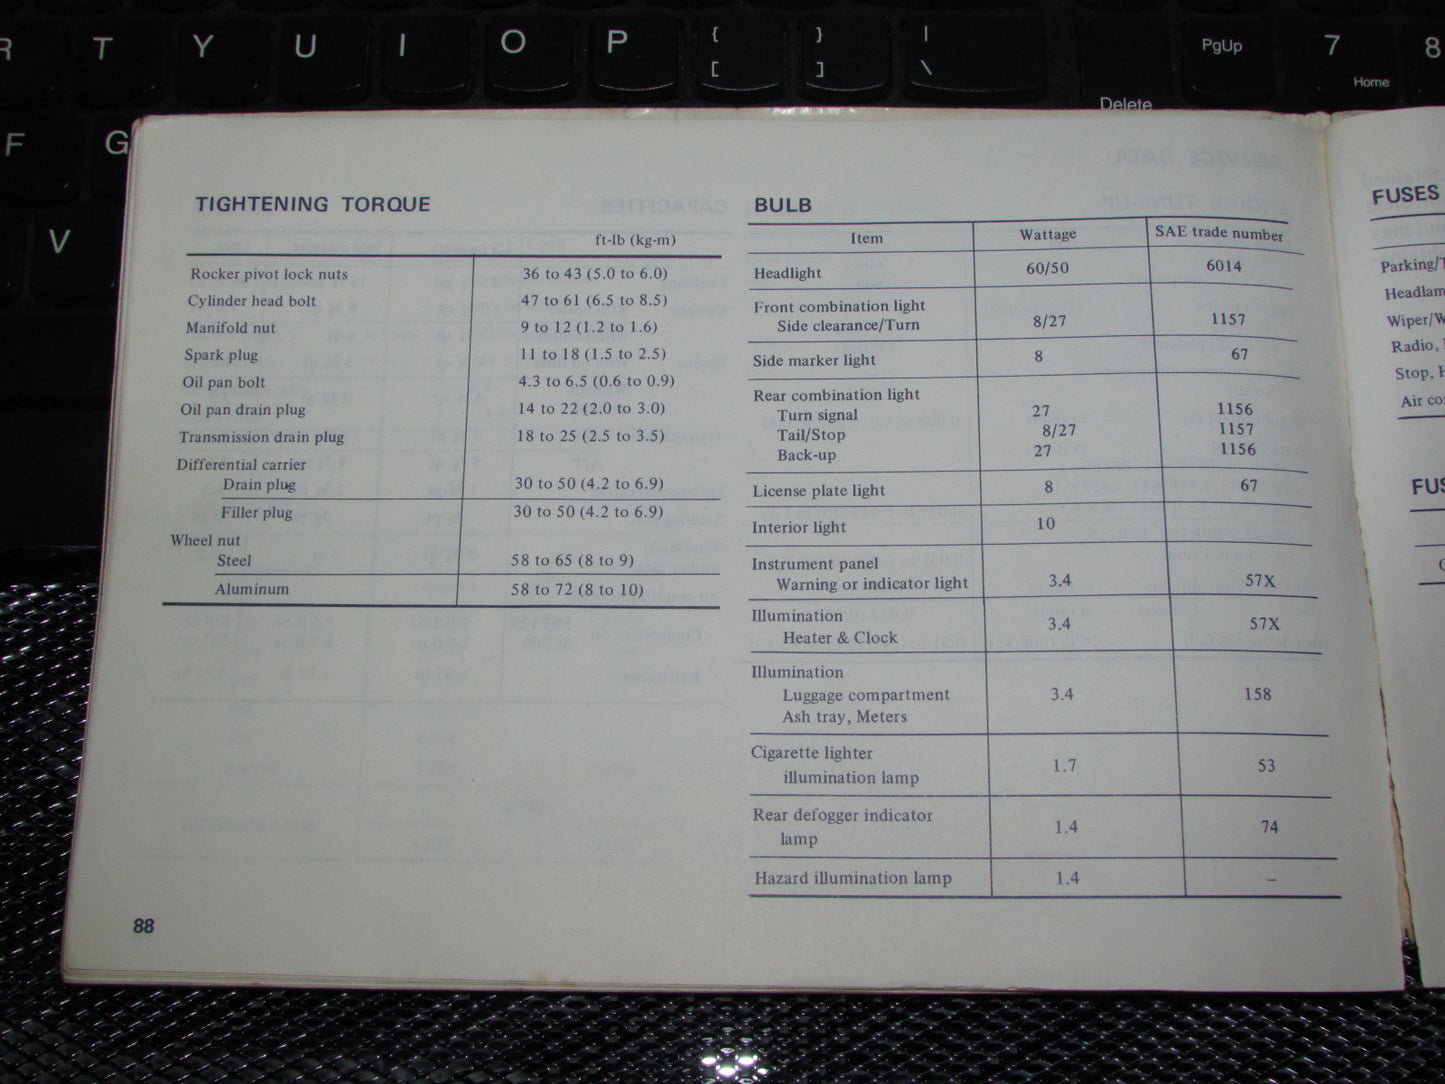 R T Y U I O P { [ } ] | \ PgUp 7 Home 8
Delete
F G
V
TIGHTENING TORQUE
ft-lb (kg-m)
Rocker pivot lock nuts 36 to 43 (5.0 to 6.0)
Cylinder head bolt 47 to 61 (6.5 to 8.5)
Manifold nut 9 to 12 (1.2 to 1.6)
Spark plug 11 to 18 (1.5 to 2.5)
Oil pan bolt 4.3 to 6.5 (0.6 to 0.9)
Oil pan drain plug 14 to 22 (2.0 to 3.0)
Transmission drain plug 18 to 25 (2.5 to 3.5)
Differential carrier
Drain plug 30 to 50 (4.2 to 6.9)
Filler plug 30 to 50 (4.2 to 6.9)
Wheel nut
Steel 58 to 65 (8 to 9)
Aluminum 58 to 72 (8 to 10)
88
BULB
Item Wattage SAE trade number
Headlight 60/50 6014
Front combination light
Side clearance/Turn 8/27 1157
Side marker light 8 67
Rear combination light
Turn signal 27 1156
Tail/Stop 8/27 1157
Back-up 27 1156
License plate light 8 67
Interior light 10
Instrument panel
Warning or indicator light 3.4 57X
Illumination
Heater & Clock 3.4 57X
Illumination
Luggage compartment 3.4 158
Ash tray, Meters
Cigarette lighter
illumination lamp 1.7 53
Rear defogger indicator
lamp 1.4 74
Hazard illumination lamp 1.4 –
FUSES
Parking/T
Headlam
Wiper/W
Radio,
Stop, H
Air co
FUS